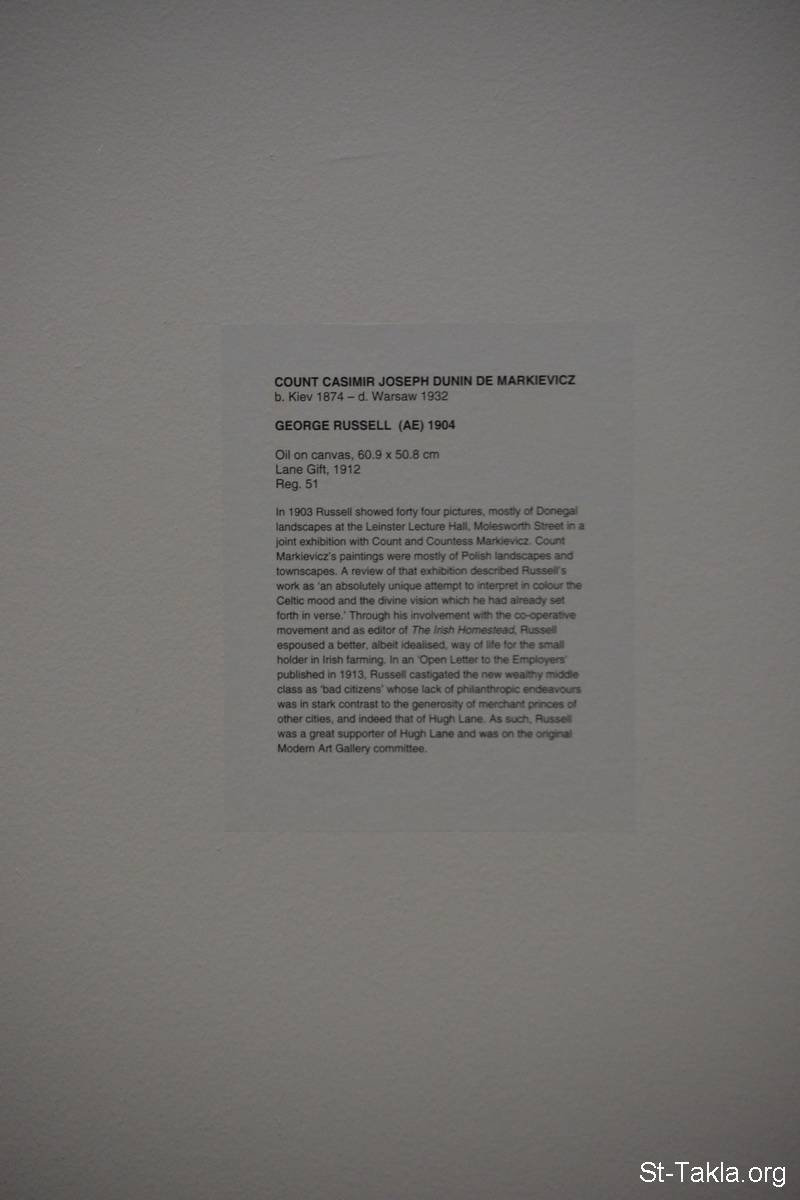 COUNT CASIMIR JOSEPH DUNIN DE MARKIEVICZ
b. Kiev 1874 – d. Warsaw 1932
GEORGE RUSSELL (AE) 1904
Oil on canvas, 60.9 x 50.8 cm
Lane Gift, 1912
Reg. 51
In 1903 Russell showed forty four pictures, mostly of Donegal
landscapes at the Leinster Lecture Hall, Molesworth Street in a
joint exhibition with Count and Countess Markievicz. Count
Markievicz's paintings were mostly of Polish landscapes and
townscapes. A review of that exhibition described Russell's
work as 'an absolutely unique attempt to interpret in colour the
Celtic mood and the divine vision which he had already set
forth in verse.' Through his involvement with the co-operative
movement and as editor of The Irish Homestead, Russell
espoused a better, albeit idealised, way of life for the small
holder in Irish farming. In an 'Open Letter to the Employers'
published in 1913, Russell castigated the new wealthy middle
class as 'bad citizens' whose lack of philanthropic endeavours
was in stark contrast to the generosity of merchant princes of
other cities, and indeed that of Hugh Lane. As such, Russell
was a great supporter of Hugh Lane and was on the original
Modern Art Gallery committee.
St-Takla.org